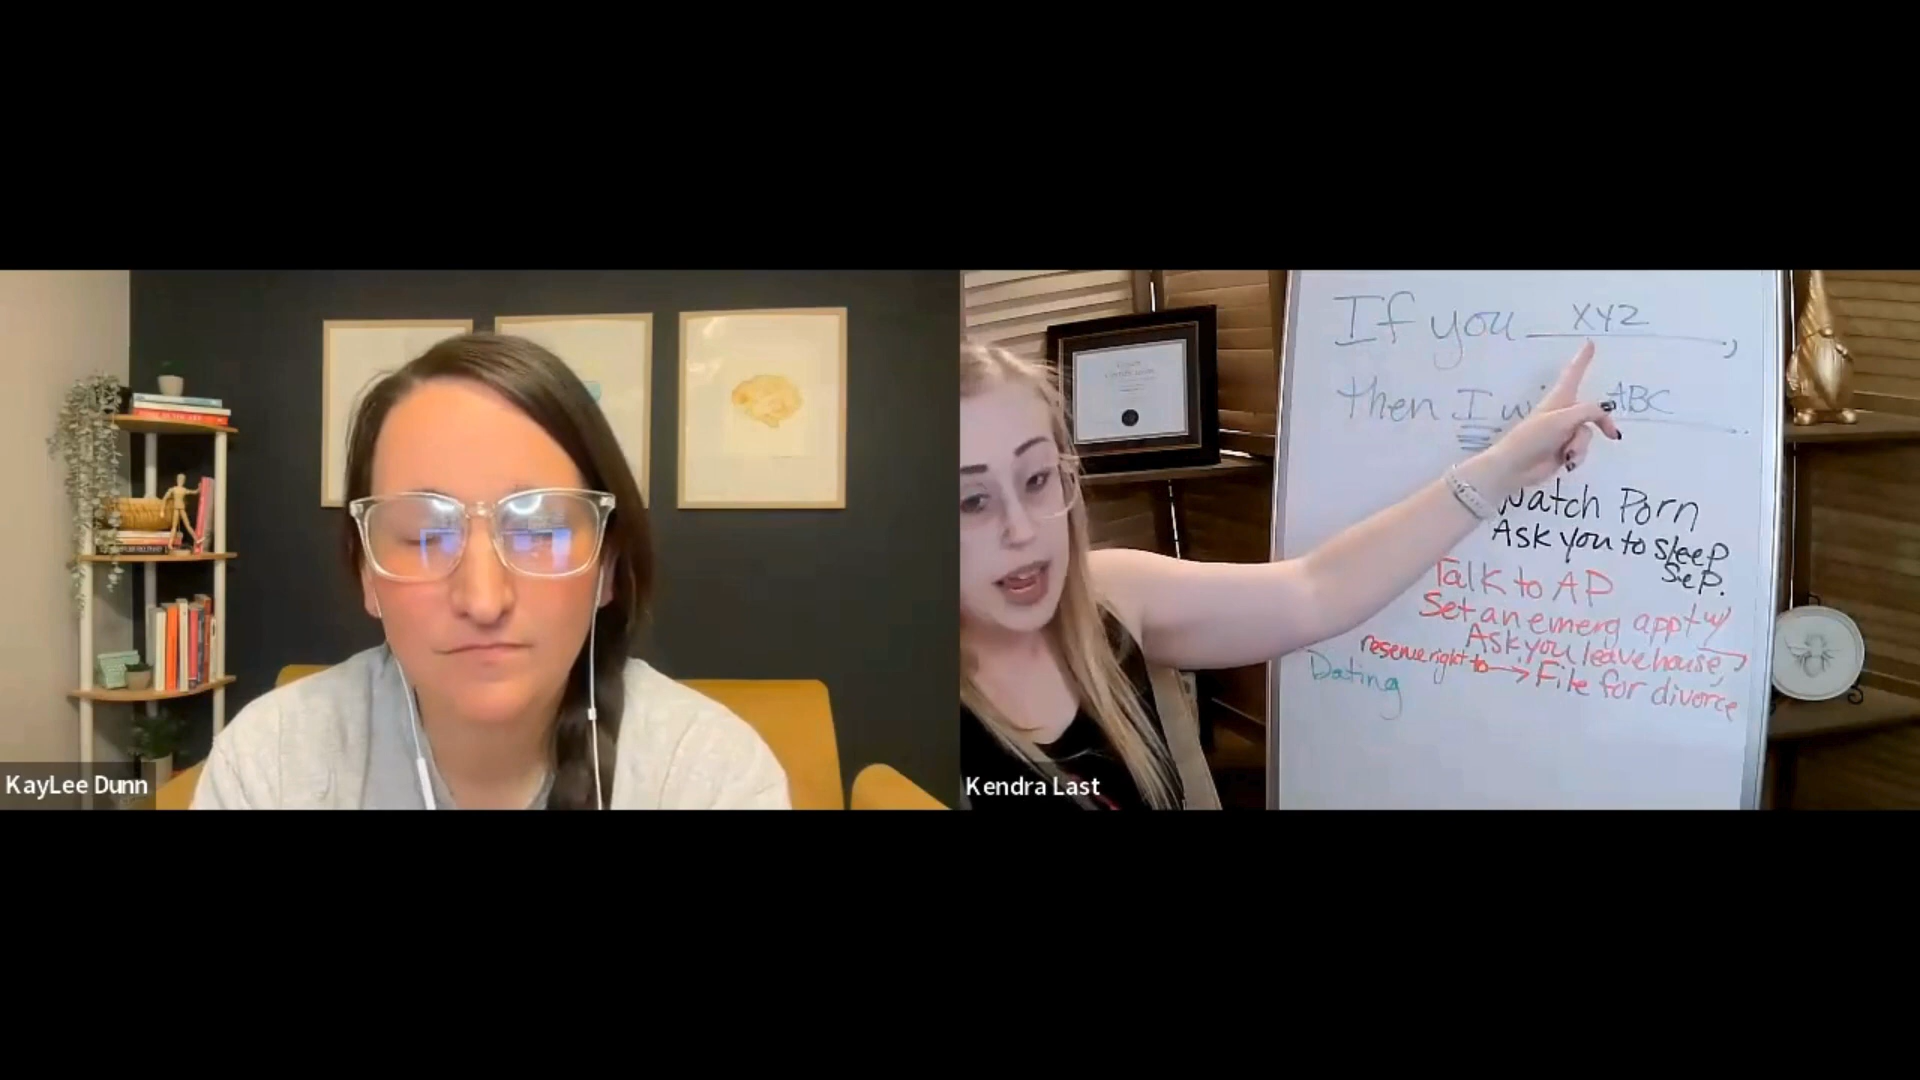 If you XYZ,
then I ABC
Watch Porn
Ask you to sleep
Sep.
Talk to AP
Set an emerg appt w/
Ask you leave house,
reserve right to → File for divorce
Dating
KayLee Dunn
Kendra Last